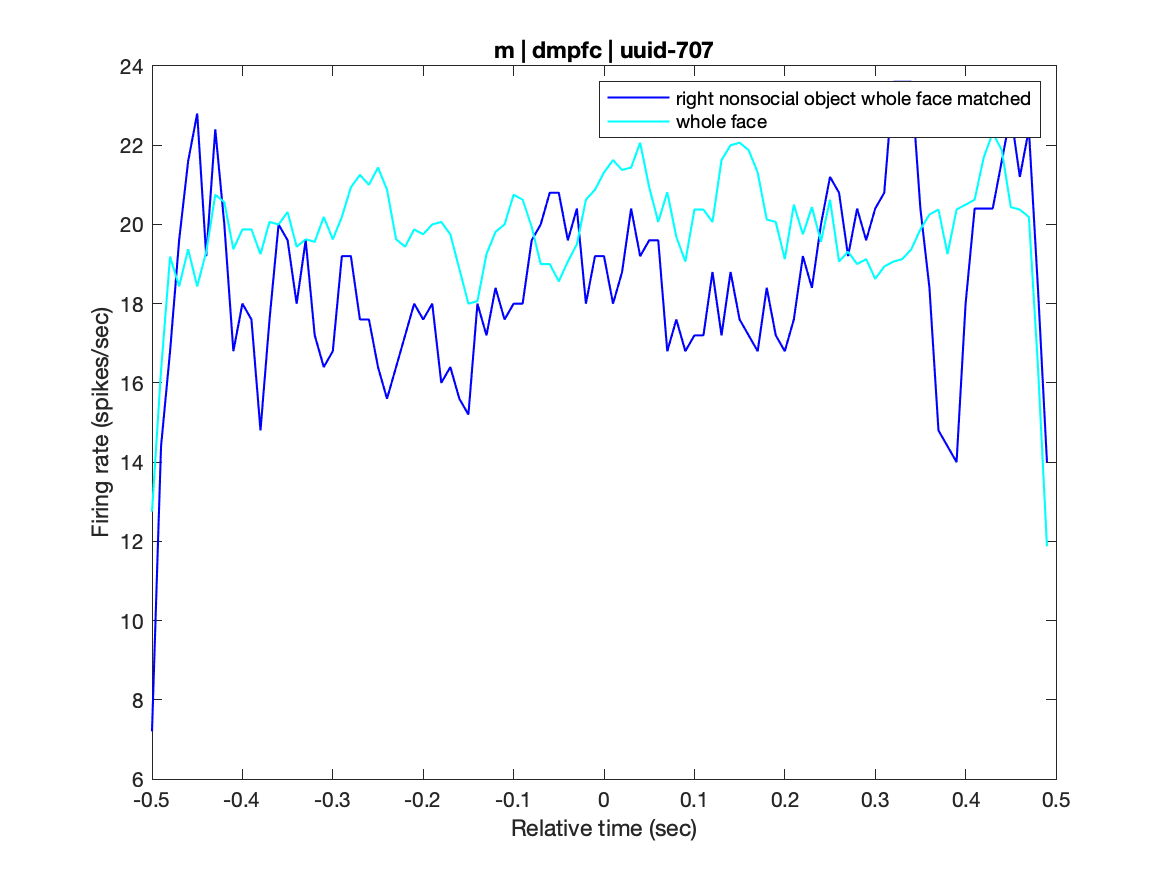 m | dmpfc | uuid-707
right nonsocial object whole face matched
whole face
Firing rate (spikes/sec)
24
22
20
18
16
14
12
10
8
6
-0.5 -0.4 -0.3 -0.2 -0.1 0 0.1 0.2 0.3 0.4 0.5
Relative time (sec)